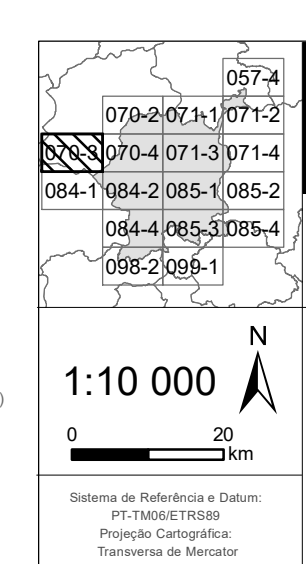 057-4
070-2 071-1 071-2
070-3 070-4 071-3 071-4
084-1 084-2 085-1 085-2
084-4 085-3 085-4
098-2 099-1
N
1:10 000
0 20
km
Sistema de Referência e Datum:
PT-TM06/ETRS89
Projeção Cartográfica:
Transversa de Mercator
)